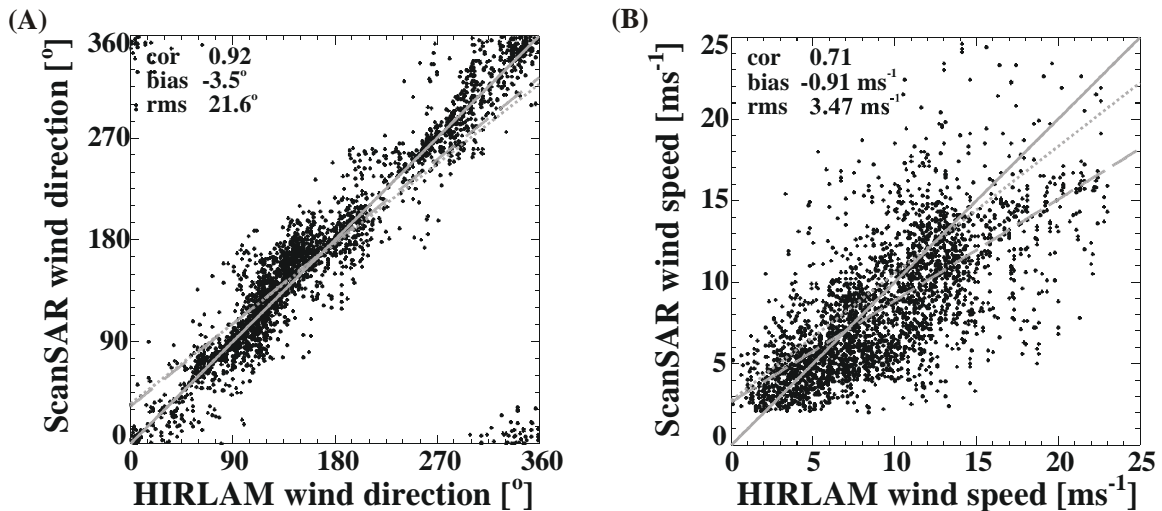 (A)
ScanSAR wind direction [°]
360
270
180
90
0
cor 0.92
bias -3.5°
rms 21.6°
0 90 180 270 360
HIRLAM wind direction [°]
(B)
ScanSAR wind speed [ms⁻¹]
25
20
15
10
5
0
cor 0.71
bias -0.91 ms⁻¹
rms 3.47 ms⁻¹
0 5 10 15 20 25
HIRLAM wind speed [ms⁻¹]